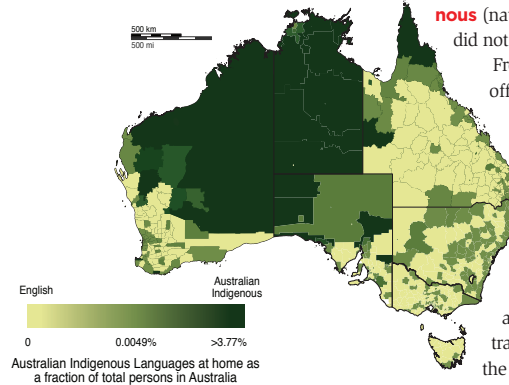 500 km
500 mi
nous (nat
did not
Fr
off
English
Australian
Indigenous
0
0.0049%
>3.77%
Australian Indigenous Languages at home as
a fraction of total persons in Australia
a
tra
the